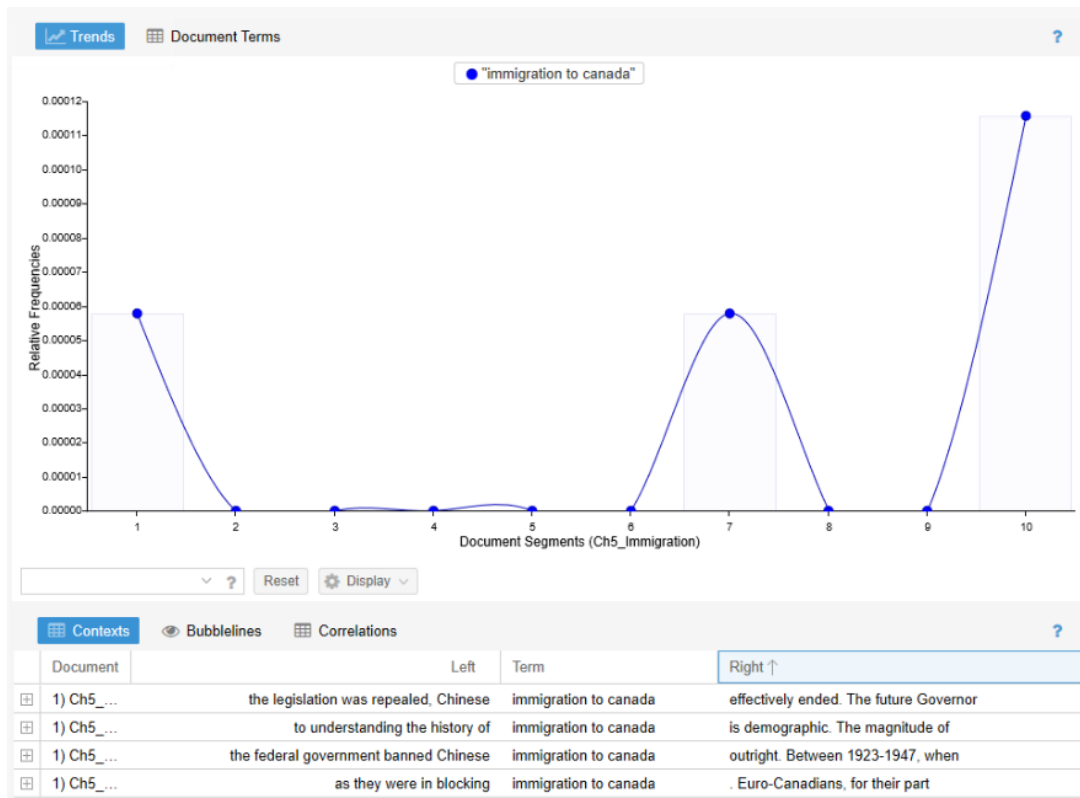 Trends Document Terms ?
"immigration to canada"
0.00012
0.00011
0.00010
0.00009
0.00008
0.00007
0.00006
0.00005
0.00004
0.00003
0.00002
0.00001
0.00000
Relative Frequencies
1 2 3 4 5 6 7 8 9 10
Document Segments (Ch5_Immigration)
? Reset Display
Contexts Bubblelines Correlations ?
Document Left Term Right ↑
1) Ch5_... the legislation was repealed, Chinese immigration to canada effectively ended. The future Governor
1) Ch5_... to understanding the history of immigration to canada is demographic. The magnitude of
1) Ch5_... the federal government banned Chinese immigration to canada outright. Between 1923-1947, when
1) Ch5_... as they were in blocking immigration to canada . Euro-Canadians, for their part